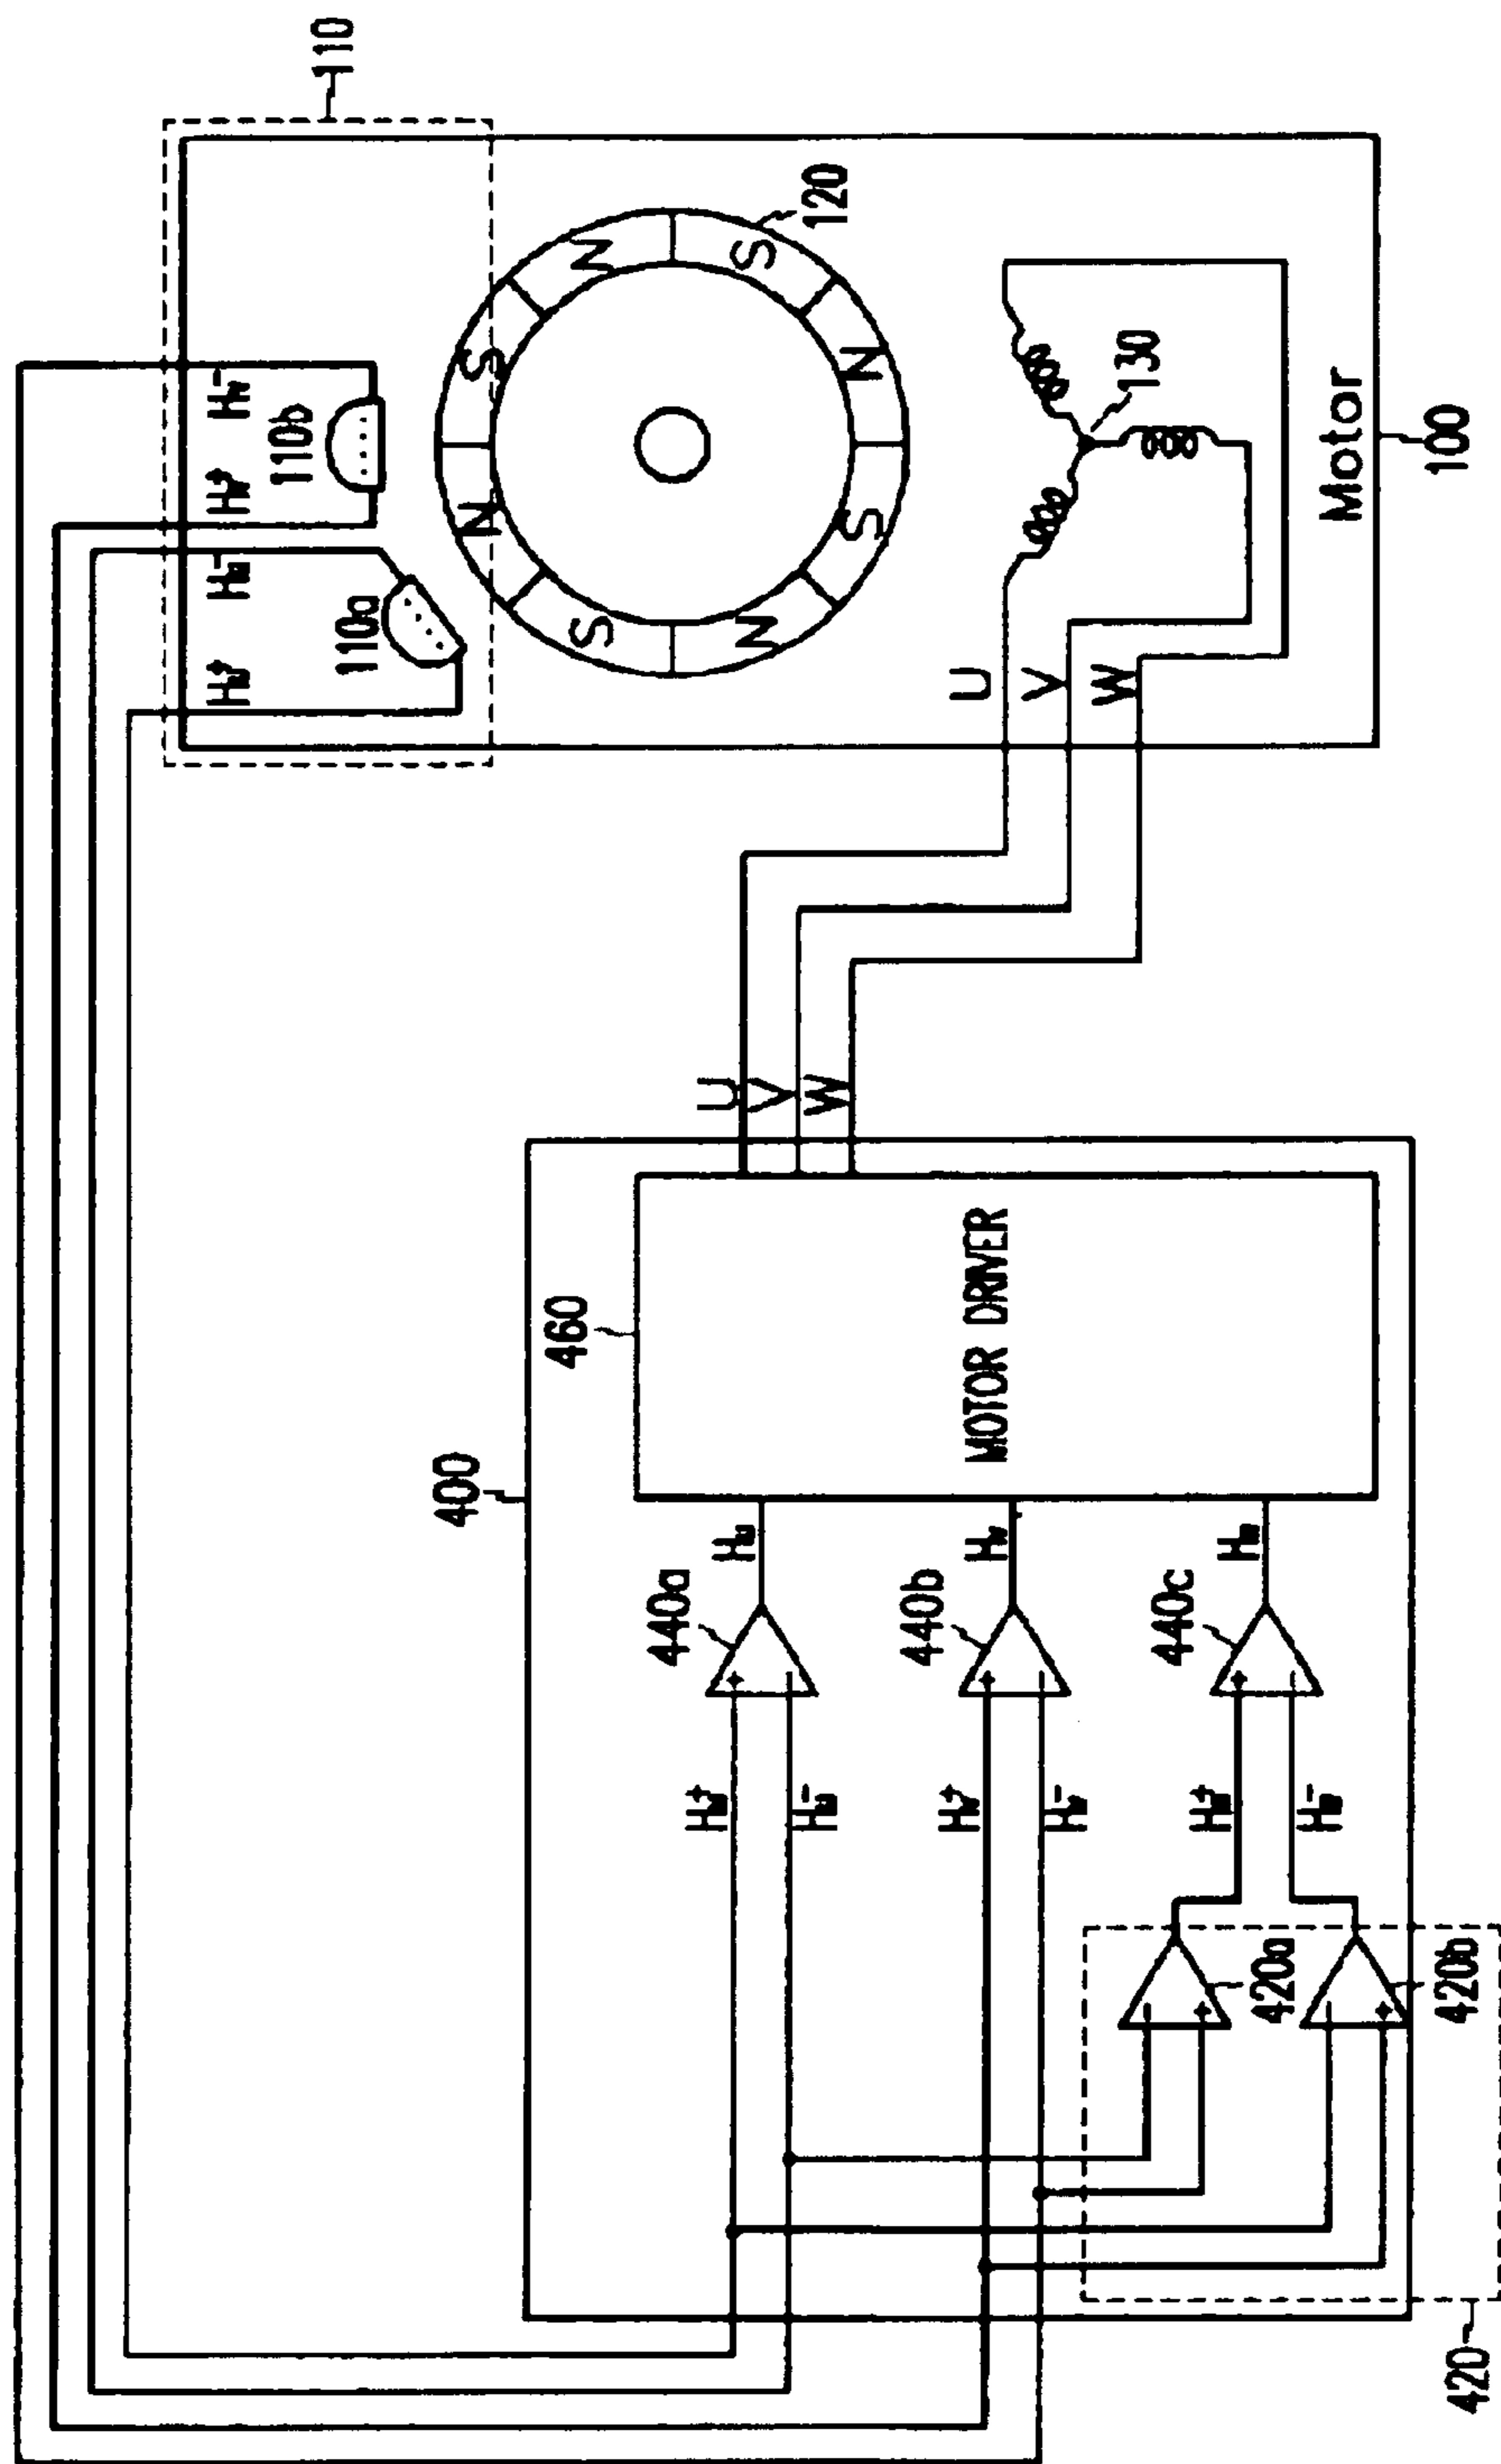 110
Hu+
Hu-
Hv+
Hv-
110b
110a
N
S
S
N
N
S
S
N
120
400
460
440a
Hu+
Hu-
Hu
U
V
W
U
V
W
130
440b
Hv+
Hv-
Hv
MOTOR DRIVER
440c
Hw+
Hw-
Hw
420a
420b
420
Motor
100